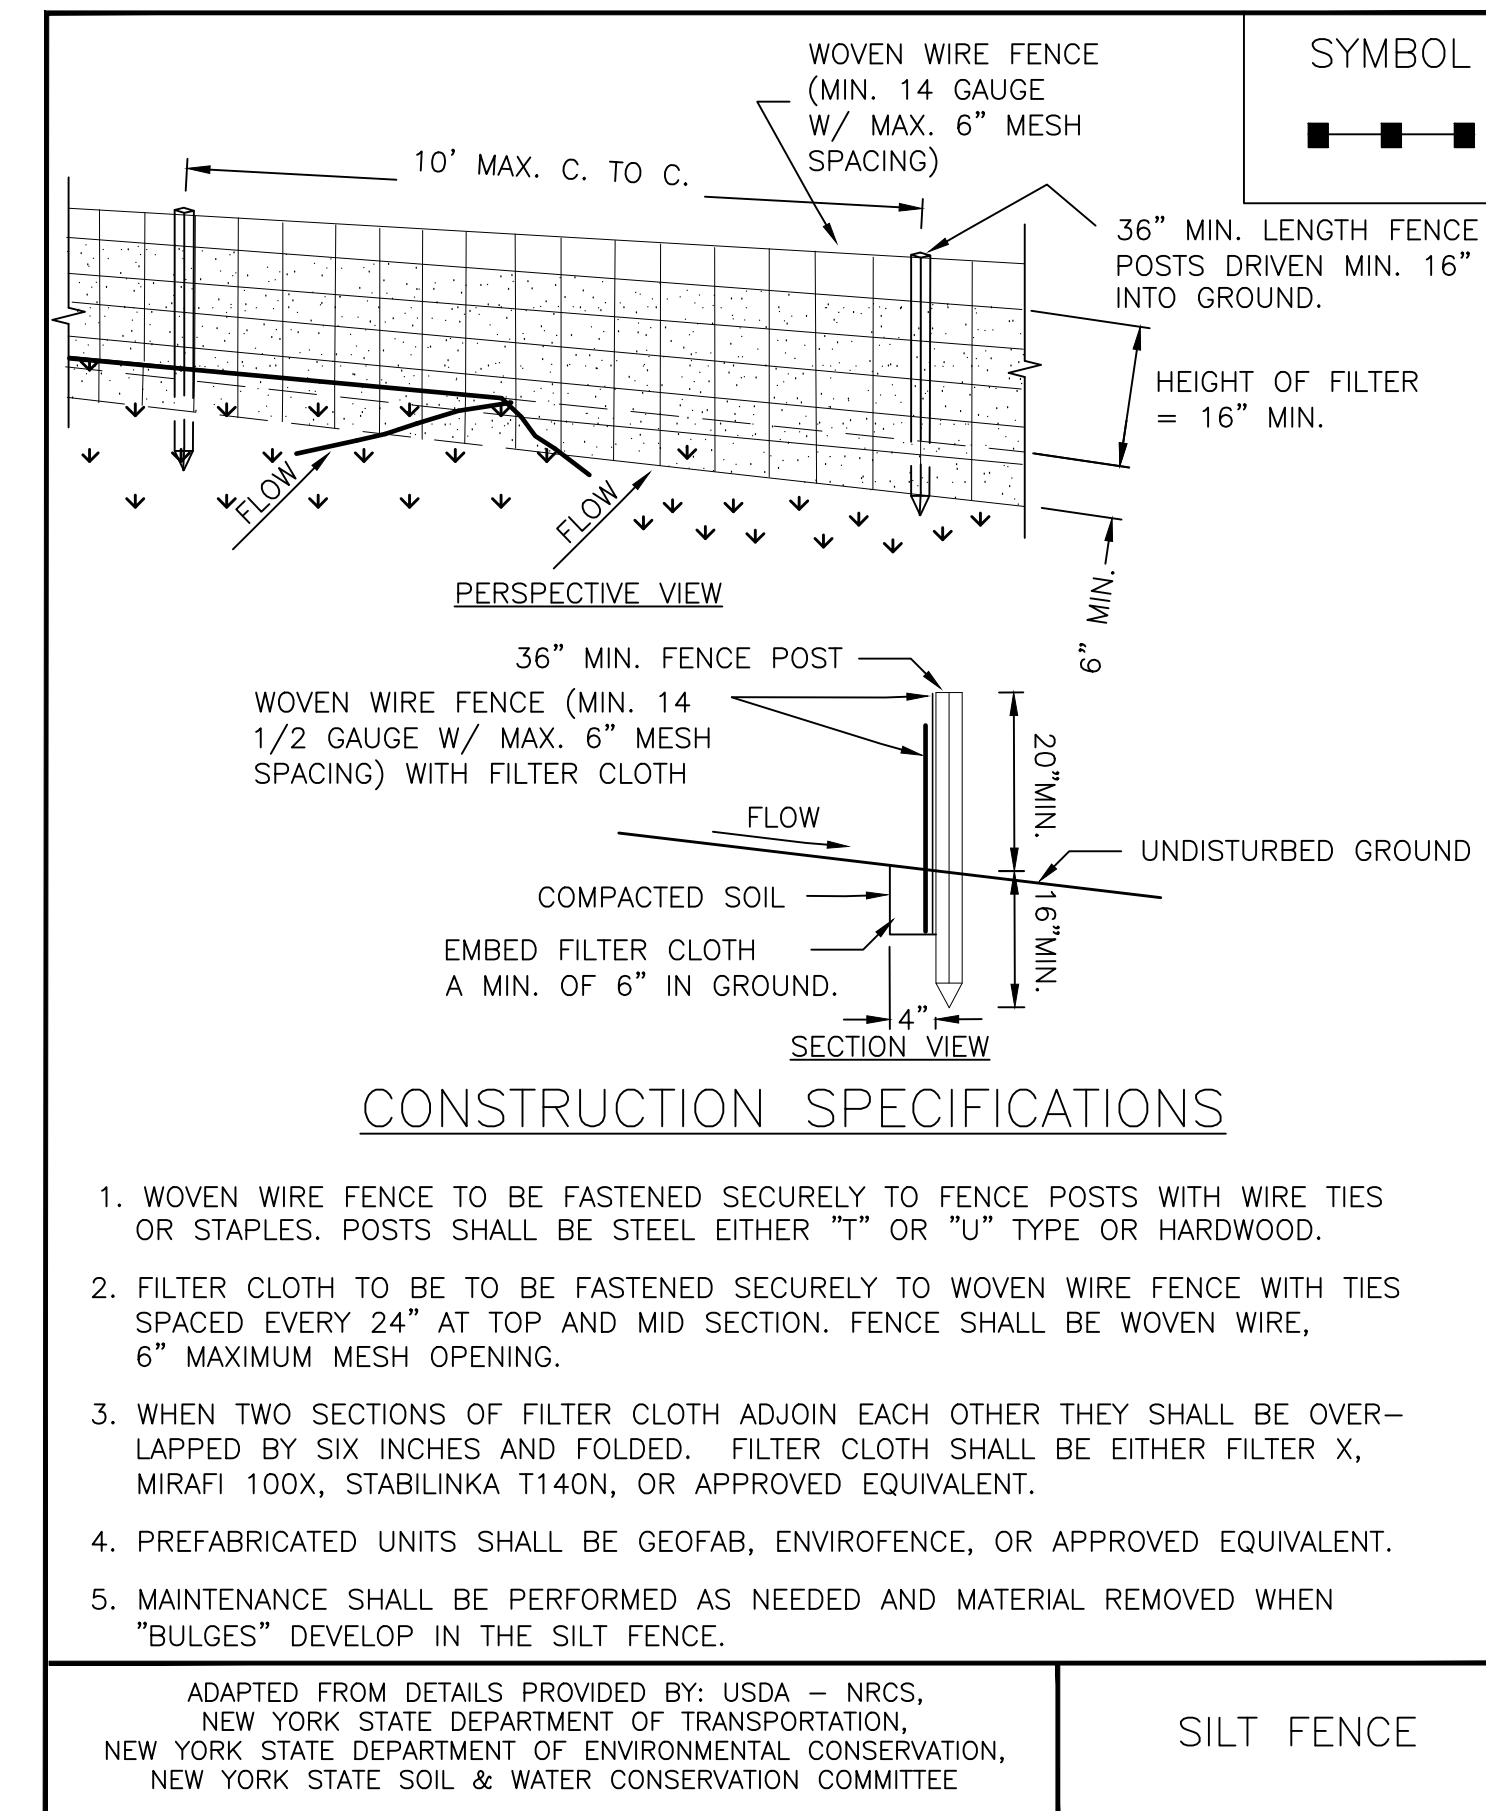 WOVEN WIRE FENCE
(MIN. 14 GAUGE
W/ MAX. 6" MESH
SPACING)
SYMBOL
10' MAX. C. TO C.
36" MIN. LENGTH FENCE
POSTS DRIVEN MIN. 16"
INTO GROUND.
HEIGHT OF FILTER
= 16" MIN.
FLOW
FLOW
6" MIN.
PERSPECTIVE VIEW
36" MIN. FENCE POST
WOVEN WIRE FENCE (MIN. 14
1/2 GAUGE W/ MAX. 6" MESH
SPACING) WITH FILTER CLOTH
20"MIN.
FLOW
UNDISTURBED GROUND
COMPACTED SOIL
16"MIN.
EMBED FILTER CLOTH
A MIN. OF 6" IN GROUND.
4"
SECTION VIEW
CONSTRUCTION SPECIFICATIONS
1. WOVEN WIRE FENCE TO BE FASTENED SECURELY TO FENCE POSTS WITH WIRE TIES
OR STAPLES. POSTS SHALL BE STEEL EITHER "T" OR "U" TYPE OR HARDWOOD.
2. FILTER CLOTH TO BE TO BE FASTENED SECURELY TO WOVEN WIRE FENCE WITH TIES
SPACED EVERY 24" AT TOP AND MID SECTION. FENCE SHALL BE WOVEN WIRE,
6" MAXIMUM MESH OPENING.
3. WHEN TWO SECTIONS OF FILTER CLOTH ADJOIN EACH OTHER THEY SHALL BE OVER-
LAPPED BY SIX INCHES AND FOLDED. FILTER CLOTH SHALL BE EITHER FILTER X,
MIRAFI 100X, STABILINKA T140N, OR APPROVED EQUIVALENT.
4. PREFABRICATED UNITS SHALL BE GEOFAB, ENVIROFENCE, OR APPROVED EQUIVALENT.
5. MAINTENANCE SHALL BE PERFORMED AS NEEDED AND MATERIAL REMOVED WHEN
"BULGES" DEVELOP IN THE SILT FENCE.
ADAPTED FROM DETAILS PROVIDED BY: USDA - NRCS,
NEW YORK STATE DEPARTMENT OF TRANSPORTATION,
NEW YORK STATE DEPARTMENT OF ENVIRONMENTAL CONSERVATION,
NEW YORK STATE SOIL & WATER CONSERVATION COMMITTEE
SILT FENCE